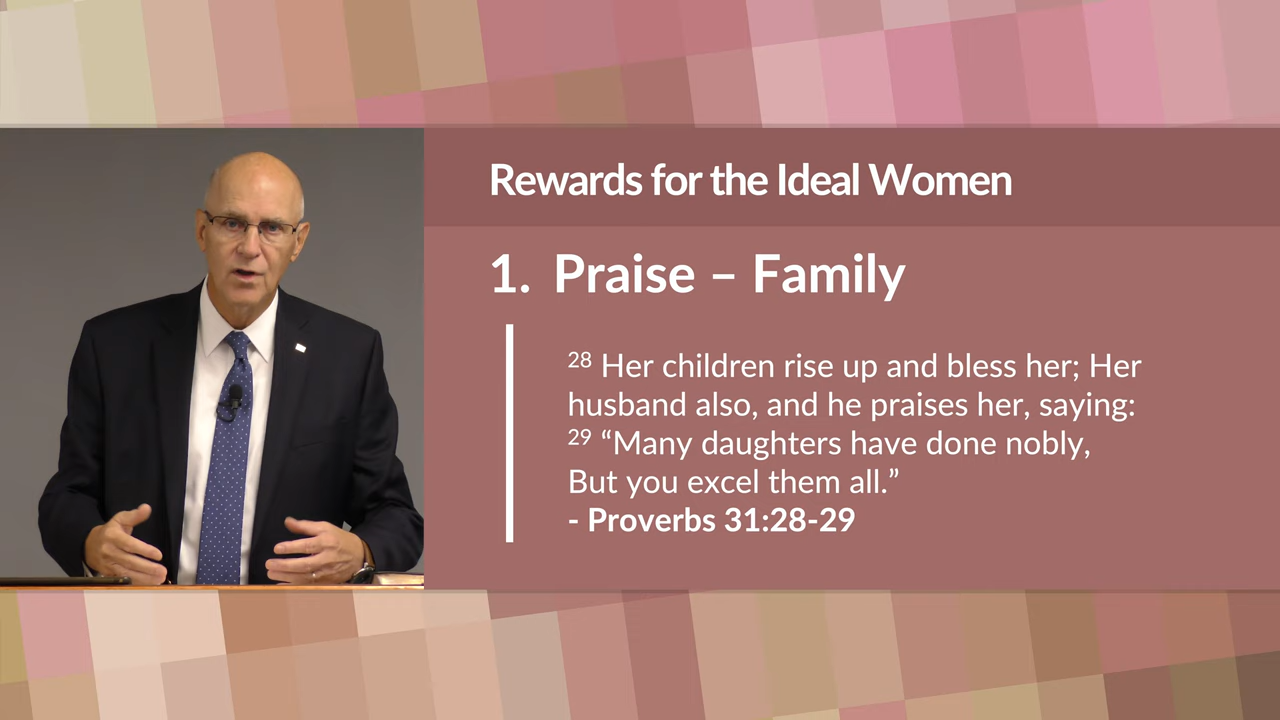 Rewards for the Ideal Women
1. Praise – Family
28 Her children rise up and bless her; Her
husband also, and he praises her, saying:
29 “Many daughters have done nobly,
But you excel them all.”
- Proverbs 31:28-29